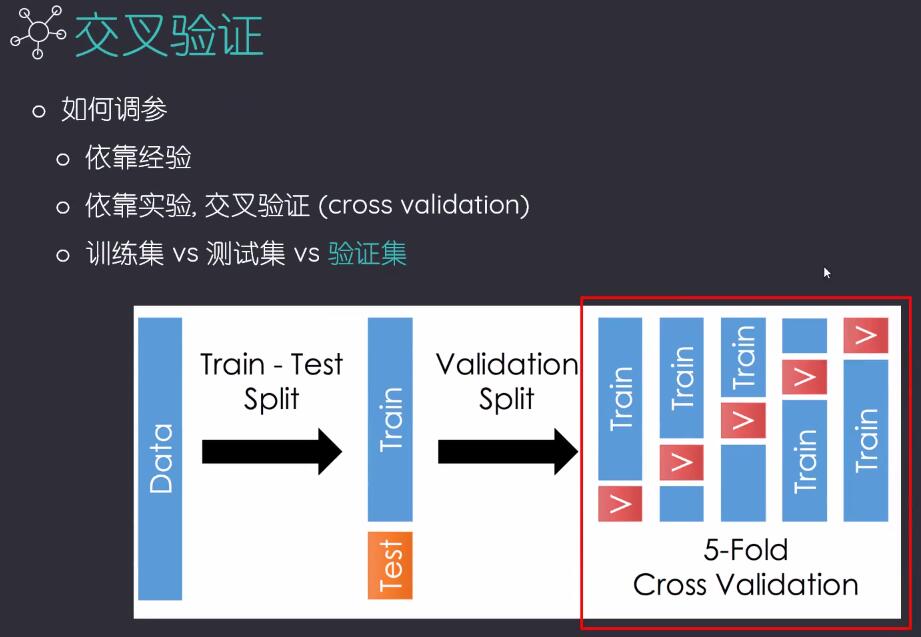 交叉验证
如何调参
依靠经验
依靠实验, 交叉验证 (cross validation)
训练集 vs 测试集 vs 验证集
Data
Train - Test
Split
Train
Test
Validation
Split
Train
V
Train
V
Train
V
V
Train
V
Train
5-Fold
Cross Validation